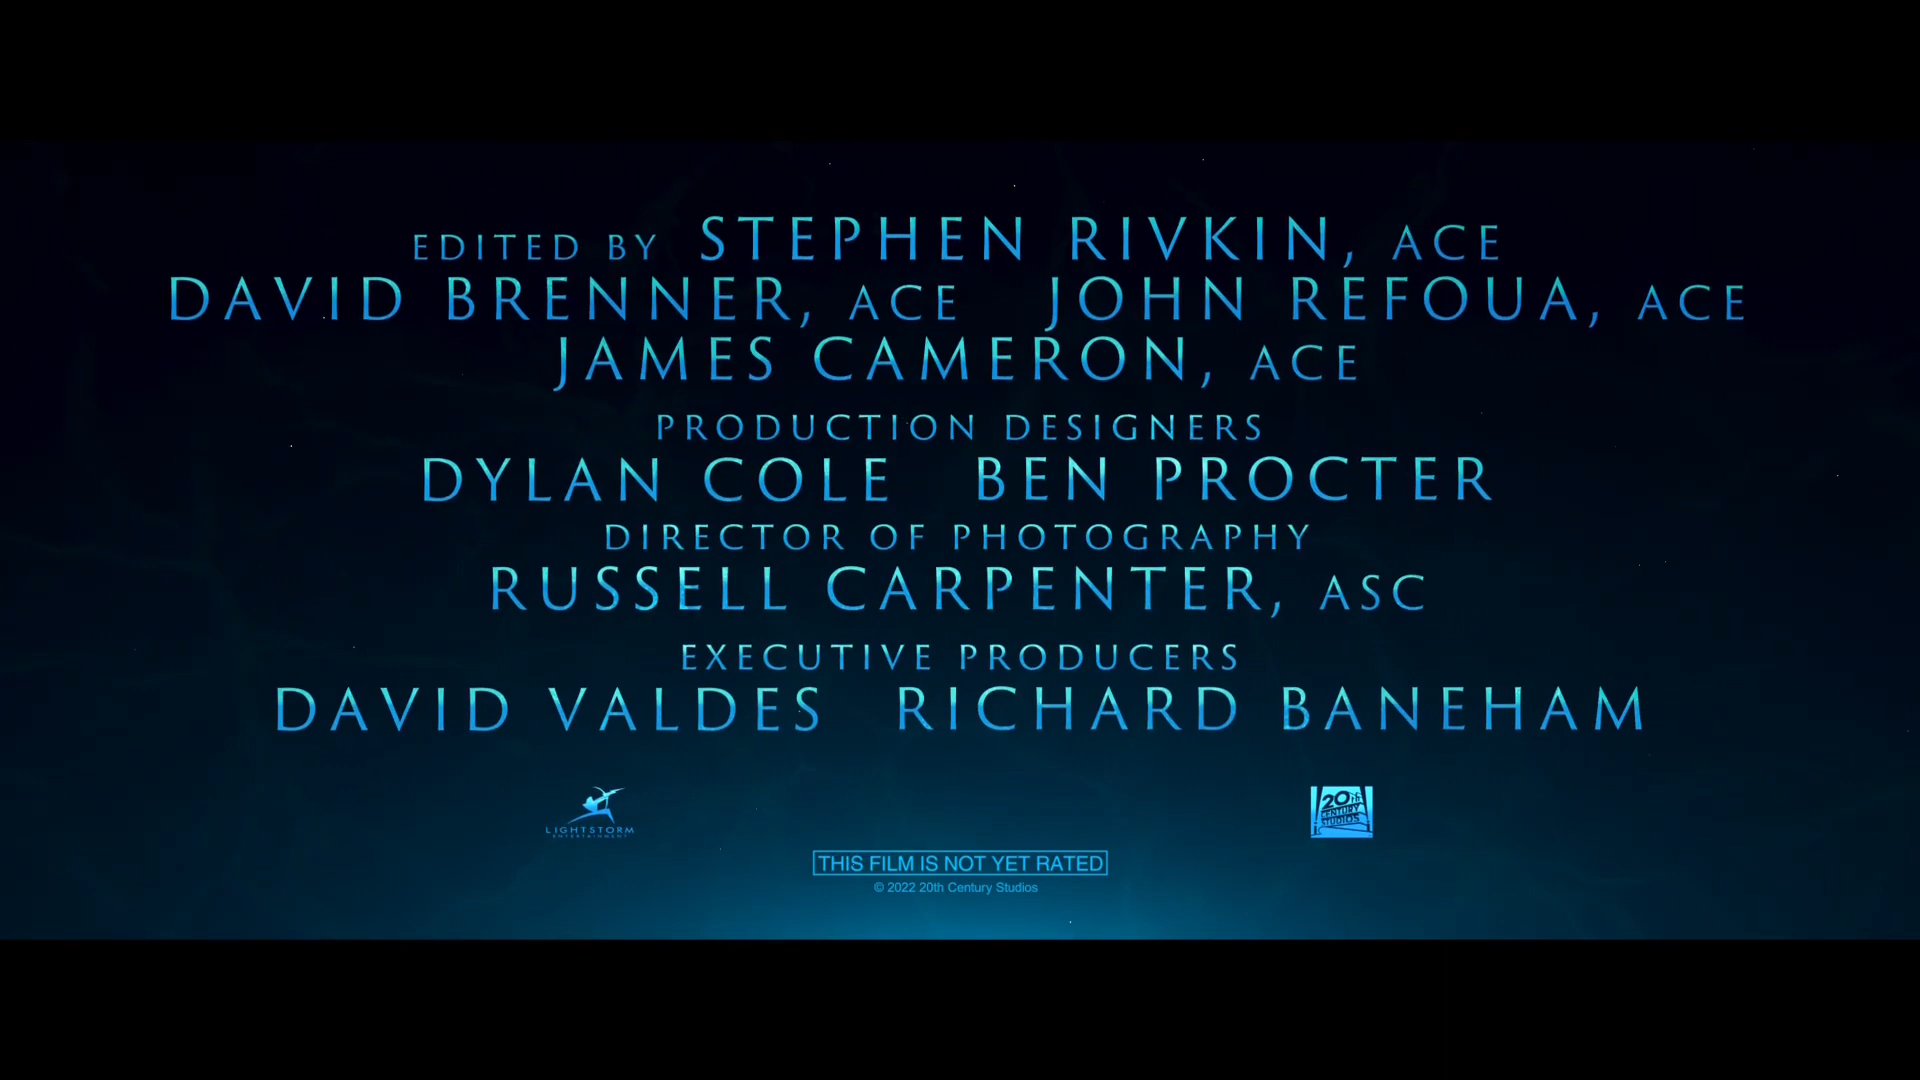 EDITED BY STEPHEN RIVKIN, ACE
DAVID BRENNER, ACE JOHN REFOUA, ACE
JAMES CAMERON, ACE
PRODUCTION DESIGNERS
DYLAN COLE BEN PROCTER
DIRECTOR OF PHOTOGRAPHY
RUSSELL CARPENTER, ASC
EXECUTIVE PRODUCERS
DAVID VALDES RICHARD BANEHAM
LIGHTSTORM
ENTERTAINMENT
20th
CENTURY
STUDIOS
THIS FILM IS NOT YET RATED
© 2022 20th Century Studios